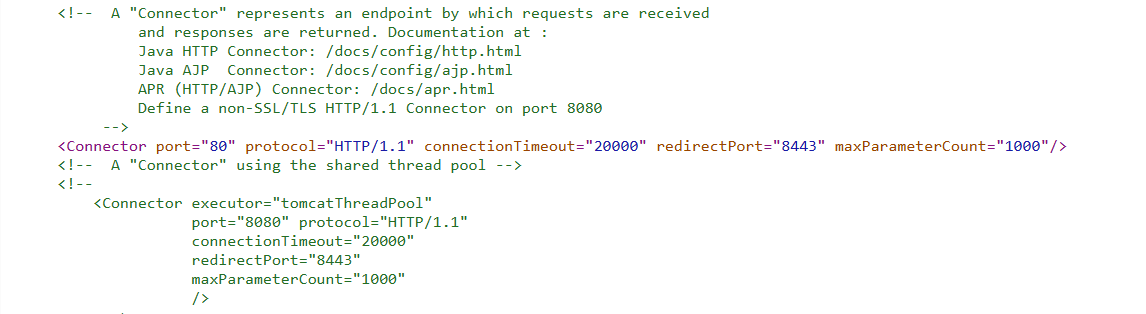 <!--  A "Connector" represents an endpoint by which requests are received
         and responses are returned. Documentation at :
         Java HTTP Connector: /docs/config/http.html
         Java AJP  Connector: /docs/config/ajp.html
         APR (HTTP/AJP) Connector: /docs/apr.html
         Define a non-SSL/TLS HTTP/1.1 Connector on port 8080
     -->
<Connector port="80" protocol="HTTP/1.1" connectionTimeout="20000" redirectPort="8443" maxParameterCount="1000"/>
<!--  A "Connector" using the shared thread pool -->
<!--
    <Connector executor="tomcatThreadPool"
               port="8080" protocol="HTTP/1.1"
               connectionTimeout="20000"
               redirectPort="8443"
               maxParameterCount="1000"
               />